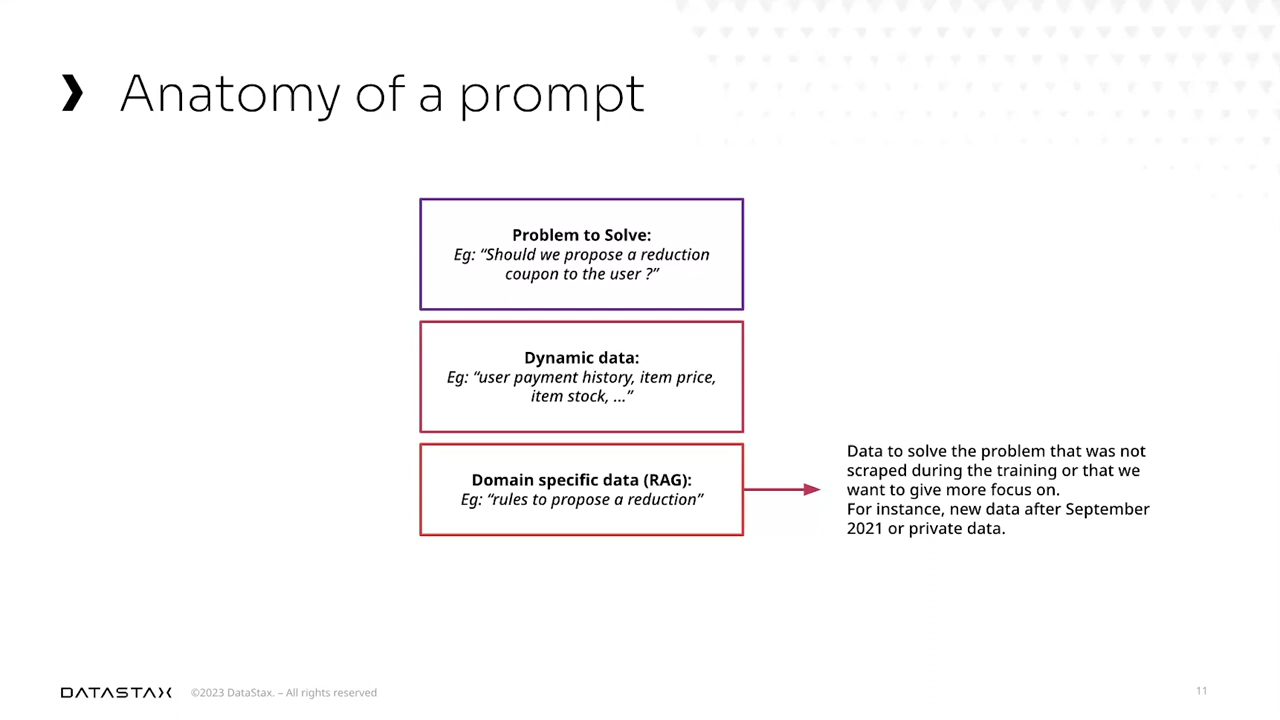 Anatomy of a prompt
Problem to Solve:
Eg: “Should we propose a reduction
coupon to the user ?”
Dynamic data:
Eg: “user payment history, item price,
item stock, ...”
Domain specific data (RAG):
Eg: “rules to propose a reduction”
Data to solve the problem that was not
scraped during the training or that we
want to give more focus on.
For instance, new data after September
2021 or private data.
DATASTAX
©2023 DataStax. – All rights reserved
11